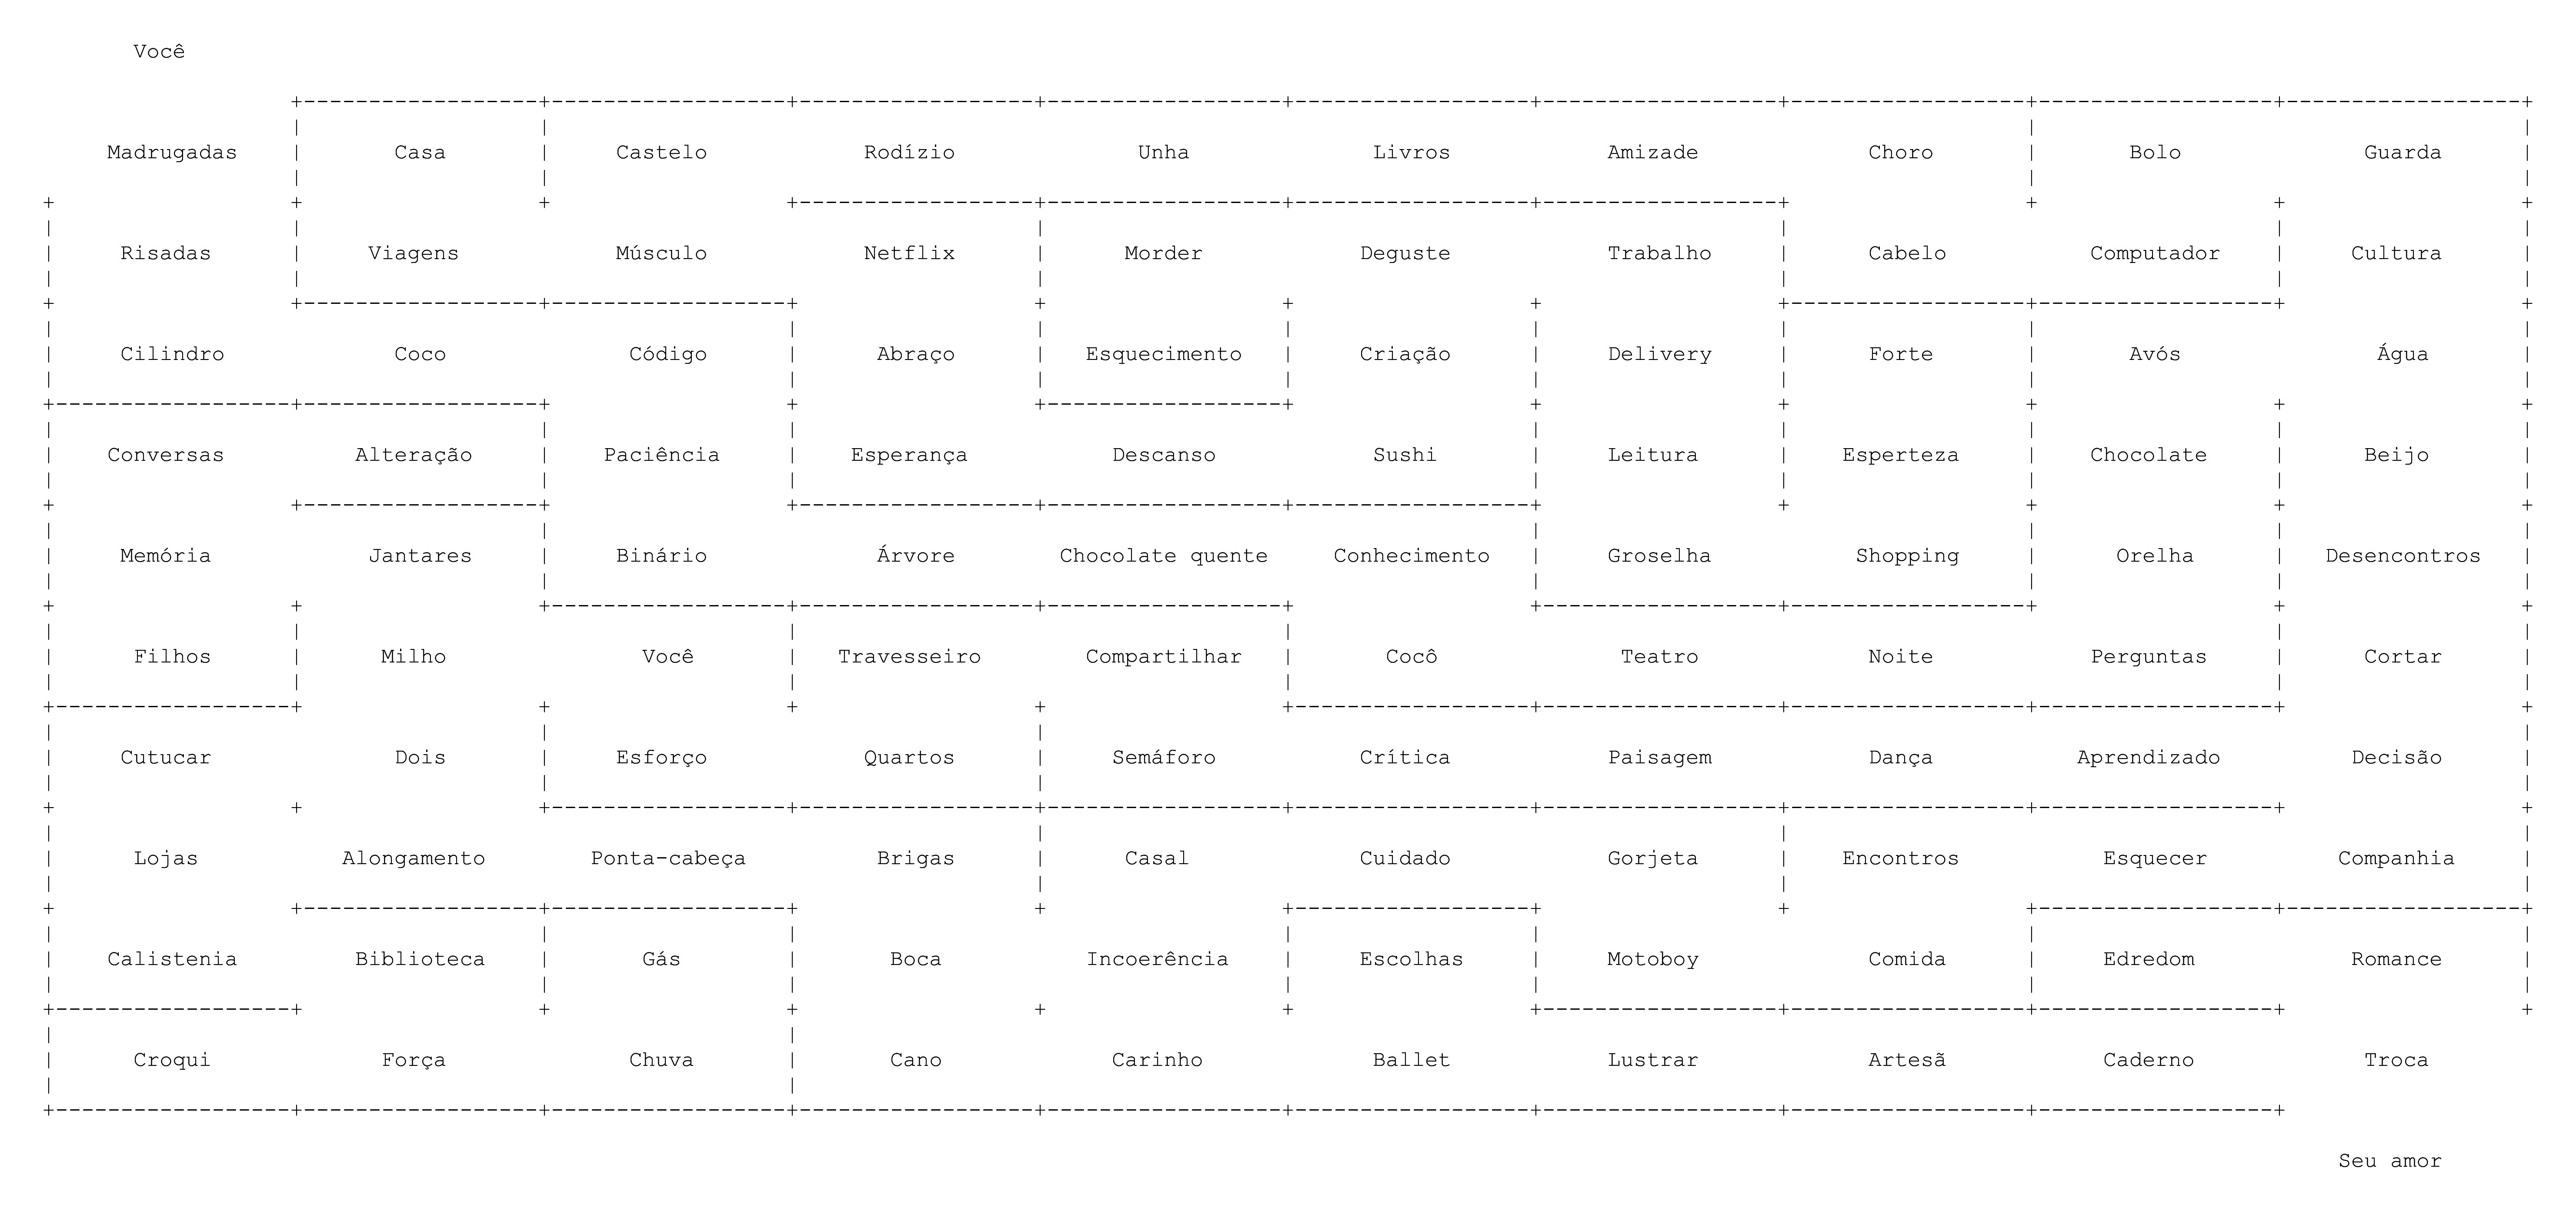 Você
Madrugadas Casa Castelo Rodízio Unha Livros Amizade Choro Bolo Guarda
Risadas Viagens Músculo Netflix Morder Deguste Trabalho Cabelo Computador Cultura
Cilindro Coco Código Abraço Esquecimento Criação Delivery Forte Avós Água
Conversas Alteração Paciência Esperança Descanso Sushi Leitura Esperteza Chocolate Beijo
Memória Jantares Binário Árvore Chocolate quente Conhecimento Groselha Shopping Orelha Desencontros
Filhos Milho Você Travesseiro Compartilhar Cocô Teatro Noite Perguntas Cortar
Cutucar Dois Esforço Quartos Semáforo Crítica Paisagem Dança Aprendizado Decisão
Lojas Alongamento Ponta-cabeça Brigas Casal Cuidado Gorjeta Encontros Esquecer Companhia
Calistenia Biblioteca Gás Boca Incoerência Escolhas Motoboy Comida Edredom Romance
Croqui Força Chuva Cano Carinho Ballet Lustrar Artesã Caderno Troca
Seu amor